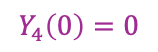 Y₄(0) = 0